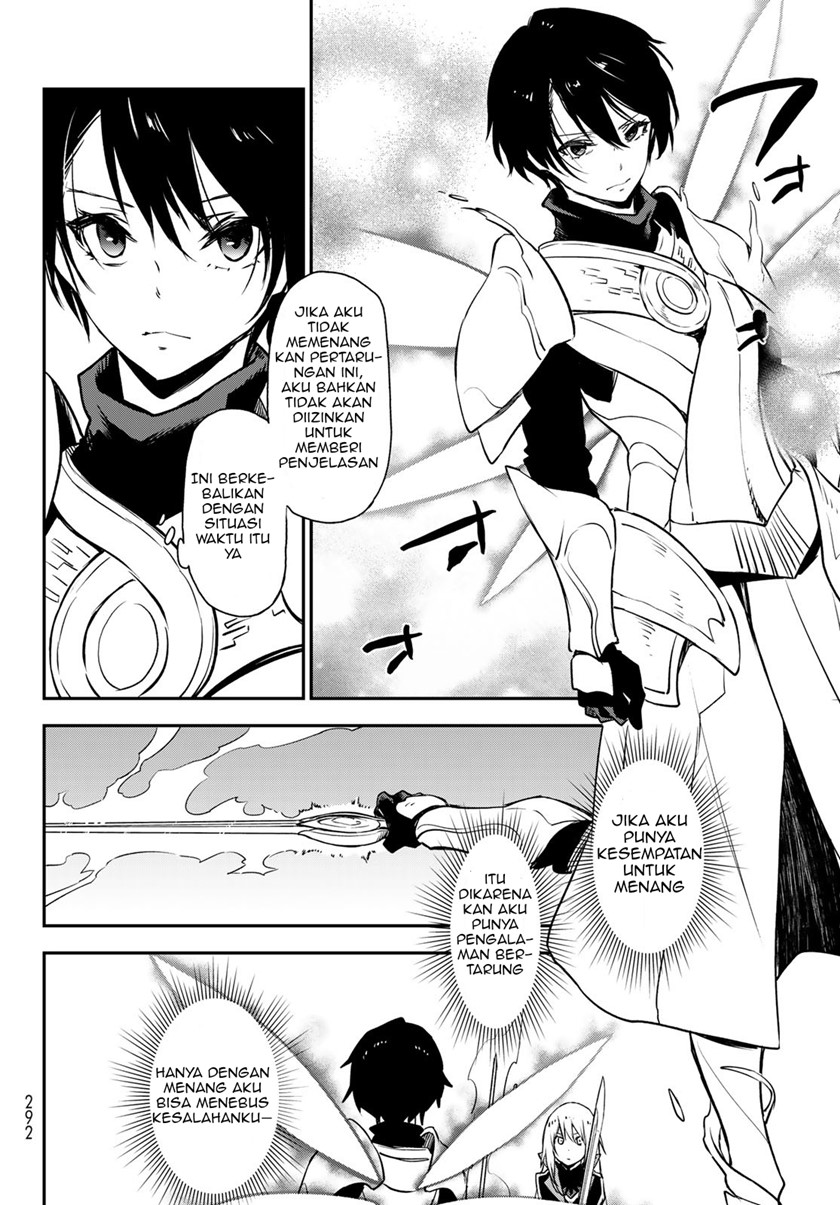 JIKA AKU
TIDAK
MEMENANG
KAN PERTARU-
NGAN INI,
AKU BAHKAN
TIDAK AKAN
DIIZINKAN
UNTUK
MEMBERI
PENJELASAN
INI BERKE-
BALIKAN
DENGAN
SITUASI
WAKTU ITU
YA
JIKA AKU
PUNYA
KESEMPATAN
UNTUK
MENANG
ITU
DIKARENA
KAN AKU
PUNYA
PENGALA-
MAN BER-
TARUNG
HANYA DENGAN
MENANG AKU
BISA MENEBUS
KESALAHANKU–
292